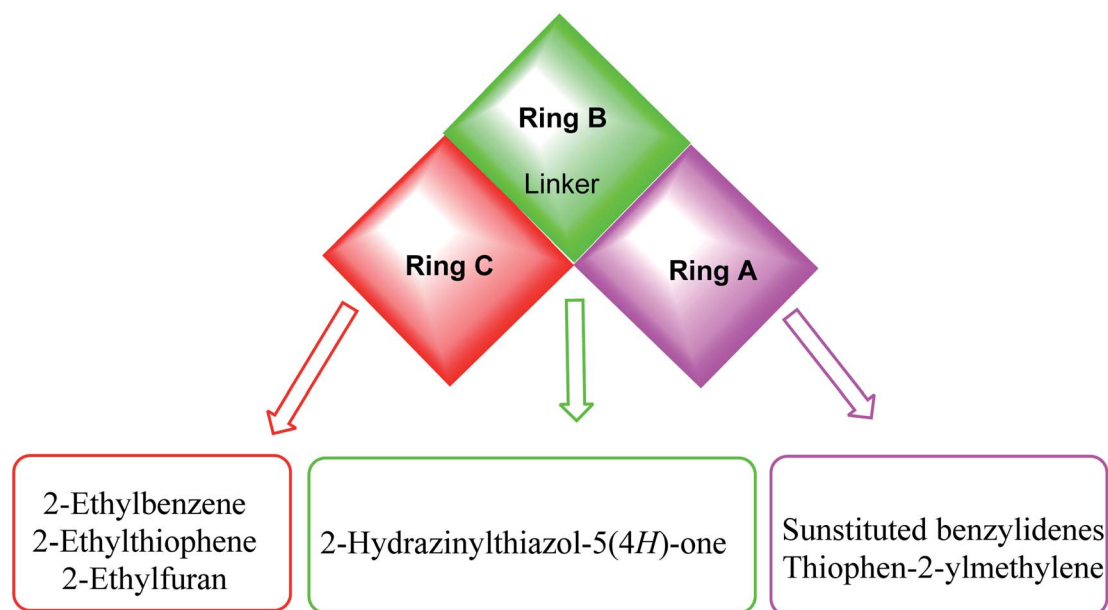 Ring B
Linker
Ring C
Ring A
2-Ethylbenzene
2-Ethylthiophene
2-Ethylfuran
2-Hydrazinylthiazol-5(4H)-one
Sunstituted benzylidenes
Thiophen-2-ylmethylene